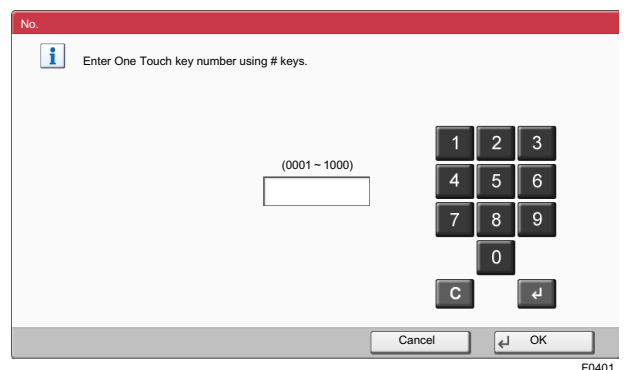 No.
Enter One Touch key number using # keys.
(0001 ~ 1000)
1 2 3
4 5 6
7 8 9
0
C ↵
Cancel ↵ OK
F0401